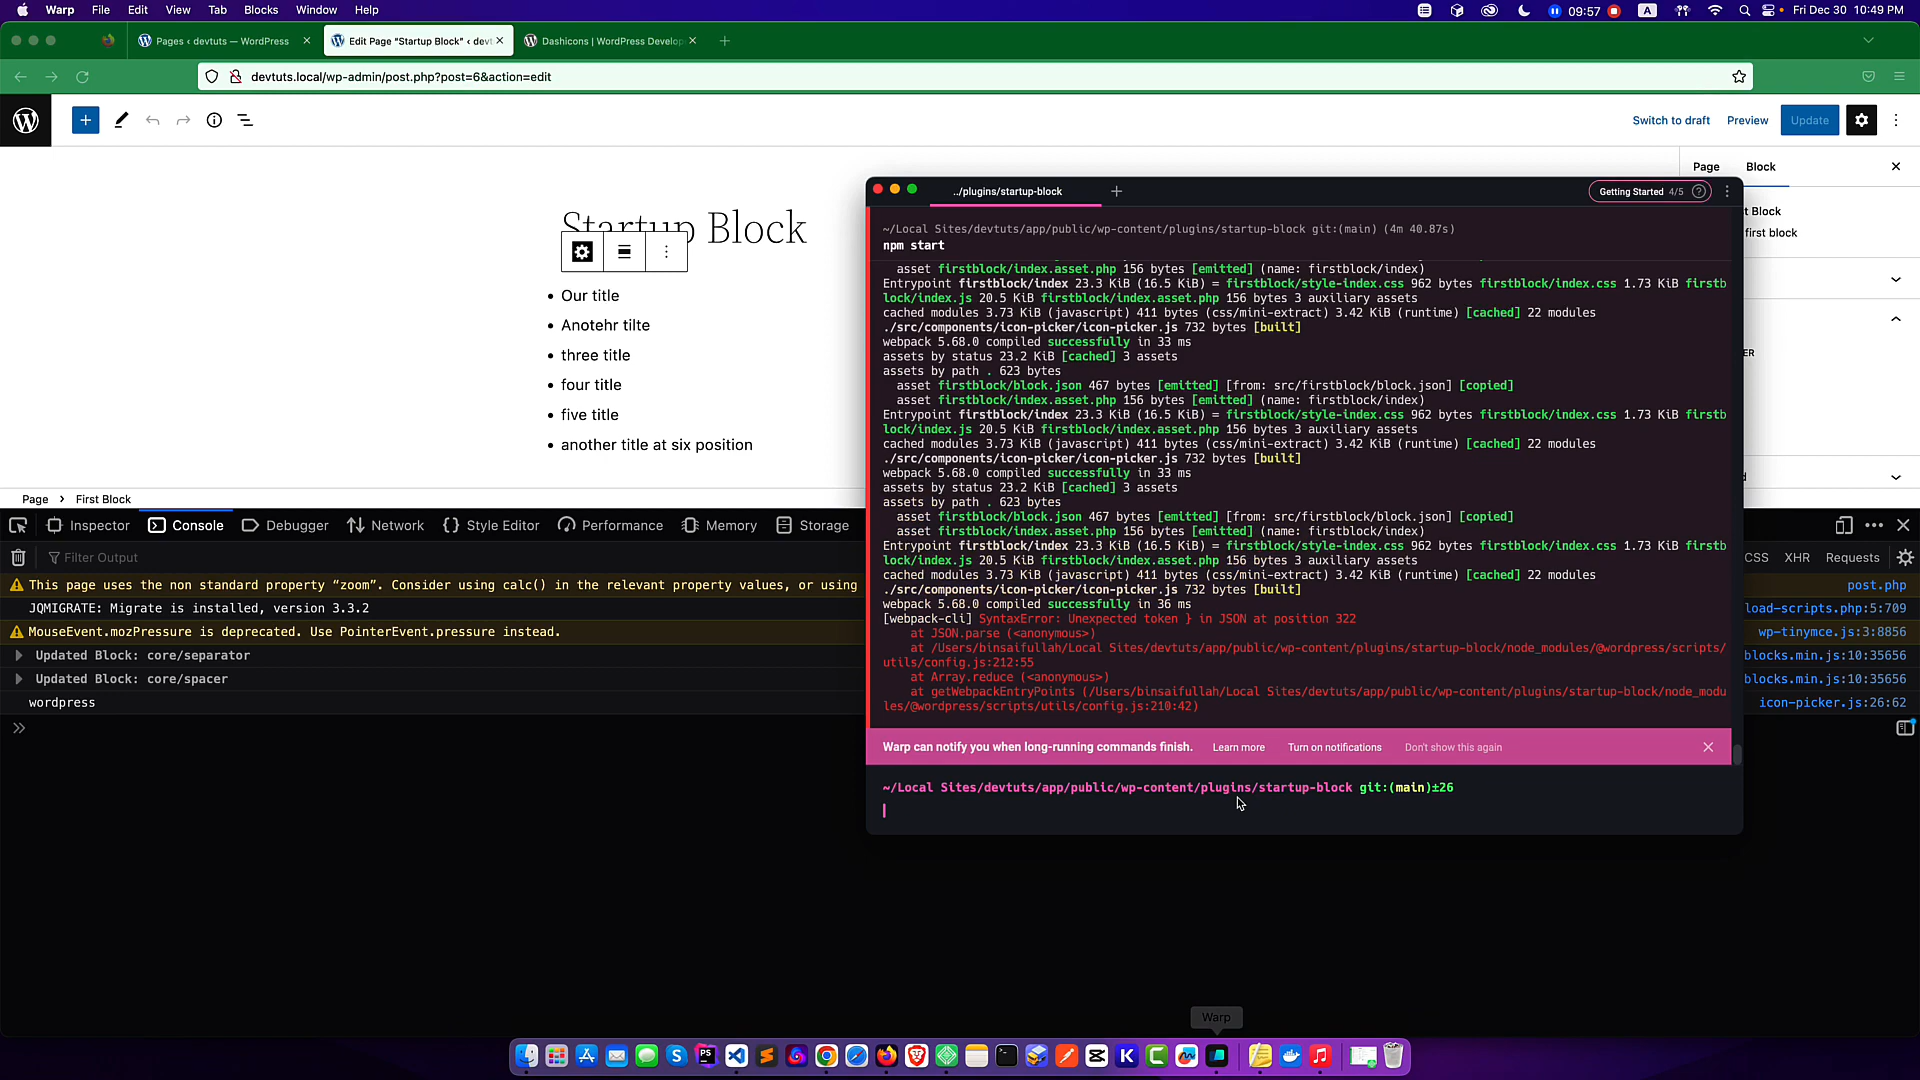 Warp File Edit View Tab Blocks Window Help
09:57 A Fri Dec 30 10:49 PM
Pages ‹ devtuts — WordPress
Edit Page "Startup Block" ‹ devt
Dashicons | WordPress Develop
devtuts.local/wp-admin/post.php?post=6&action=edit
Switch to draft Preview Update
Page Block
t Block
first block
ER
d
Startup Block
• Our title
• Anotehr tilte
• three title
• four title
• five title
• another title at six position
Page › First Block
Inspector Console Debugger Network Style Editor Performance Memory Storage
Filter Output
CSS XHR Requests
This page uses the non standard property “zoom”. Consider using calc() in the relevant property values, or using
post.php
JQMIGRATE: Migrate is installed, version 3.3.2
load-scripts.php:5:709
MouseEvent.mozPressure is deprecated. Use PointerEvent.pressure instead.
wp-tinymce.js:3:8856
Updated Block: core/separator
blocks.min.js:10:35656
Updated Block: core/spacer
blocks.min.js:10:35656
wordpress
icon-picker.js:26:62
../plugins/startup-block
Getting Started 4/5 ?
~/Local Sites/devtuts/app/public/wp-content/plugins/startup-block git:(main) (4m 40.87s)
npm start
asset firstblock/index.asset.php 156 bytes [emitted] (name: firstblock/index)
Entrypoint firstblock/index 23.3 KiB (16.5 KiB) = firstblock/style-index.css 962 bytes firstblock/index.css 1.73 KiB firstb
lock/index.js 20.5 KiB firstblock/index.asset.php 156 bytes 3 auxiliary assets
cached modules 3.73 KiB (javascript) 411 bytes (css/mini-extract) 3.42 KiB (runtime) [cached] 22 modules
./src/components/icon-picker/icon-picker.js 732 bytes [built]
webpack 5.68.0 compiled successfully in 33 ms
assets by status 23.2 KiB [cached] 3 assets
assets by path . 623 bytes
asset firstblock/block.json 467 bytes [emitted] [from: src/firstblock/block.json] [copied]
asset firstblock/index.asset.php 156 bytes [emitted] (name: firstblock/index)
Entrypoint firstblock/index 23.3 KiB (16.5 KiB) = firstblock/style-index.css 962 bytes firstblock/index.css 1.73 KiB firstb
lock/index.js 20.5 KiB firstblock/index.asset.php 156 bytes 3 auxiliary assets
cached modules 3.73 KiB (javascript) 411 bytes (css/mini-extract) 3.42 KiB (runtime) [cached] 22 modules
./src/components/icon-picker/icon-picker.js 732 bytes [built]
webpack 5.68.0 compiled successfully in 33 ms
assets by status 23.2 KiB [cached] 3 assets
assets by path . 623 bytes
asset firstblock/block.json 467 bytes [emitted] [from: src/firstblock/block.json] [copied]
asset firstblock/index.asset.php 156 bytes [emitted] (name: firstblock/index)
Entrypoint firstblock/index 23.3 KiB (16.5 KiB) = firstblock/style-index.css 962 bytes firstblock/index.css 1.73 KiB firstb
lock/index.js 20.5 KiB firstblock/index.asset.php 156 bytes 3 auxiliary assets
cached modules 3.73 KiB (javascript) 411 bytes (css/mini-extract) 3.42 KiB (runtime) [cached] 22 modules
./src/components/icon-picker/icon-picker.js 732 bytes [built]
webpack 5.68.0 compiled successfully in 36 ms
[webpack-cli] SyntaxError: Unexpected token } in JSON at position 322
at JSON.parse (<anonymous>)
at /Users/binsaifullah/Local Sites/devtuts/app/public/wp-content/plugins/startup-block/node_modules/@wordpress/scripts/
utils/config.js:212:55
at Array.reduce (<anonymous>)
at getWebpackEntryPoints (/Users/binsaifullah/Local Sites/devtuts/app/public/wp-content/plugins/startup-block/node_modu
les/@wordpress/scripts/utils/config.js:210:42)
Warp can notify you when long-running commands finish. Learn more Turn on notifications Don't show this again
~/Local Sites/devtuts/app/public/wp-content/plugins/startup-block git:(main)±26
Warp